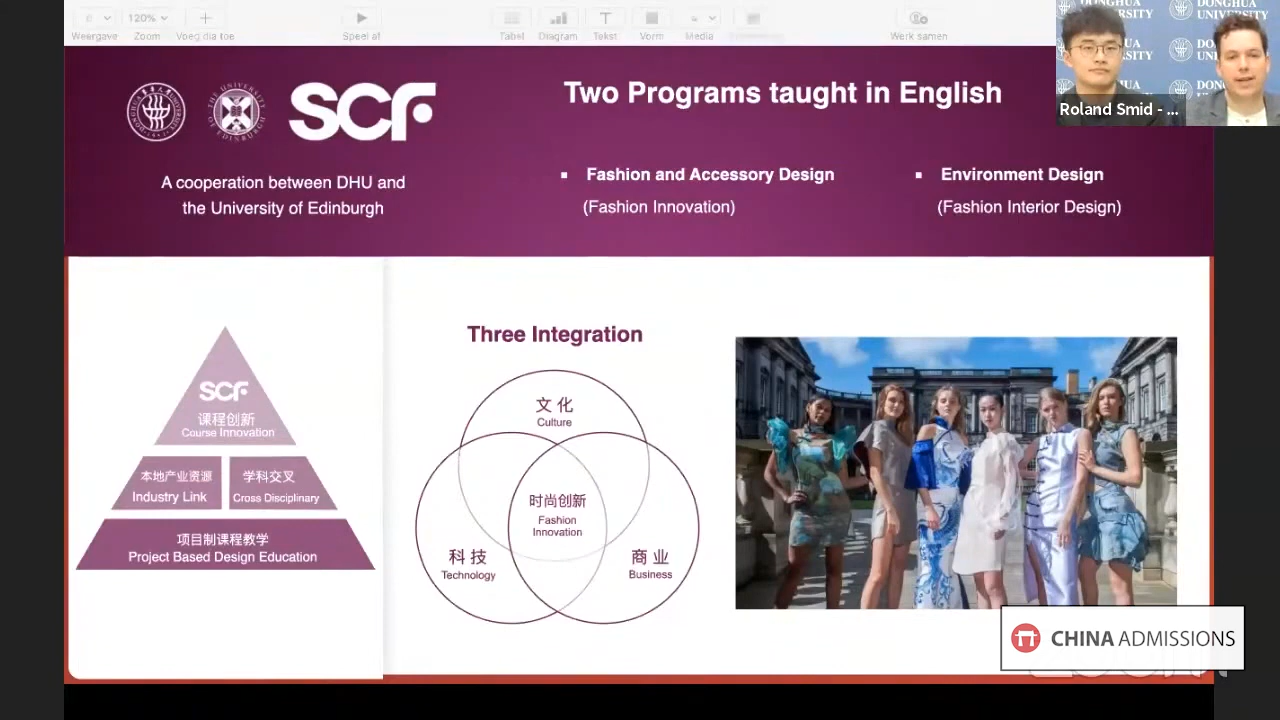 120%
Weergave
Zoom
Voeg dia toe
Speel af
Tabel
Diagram
Tekst
Vorm
Media
Werk samen
DONGHUA
UNIVERSITY
Roland Smid - ...
SCF
A cooperation between DHU and
the University of Edinburgh
Two Programs taught in English
▪ Fashion and Accessory Design
(Fashion Innovation)
▪ Environment Design
(Fashion Interior Design)
SCF
课程创新
Course Innovation
本地产业资源
Industry Link
学科交叉
Cross Disciplinary
项目制课程教学
Project Based Design Education
Three Integration
文化
Culture
时尚创新
Fashion
Innovation
科技
Technology
商业
Business
CHINA ADMISSIONS